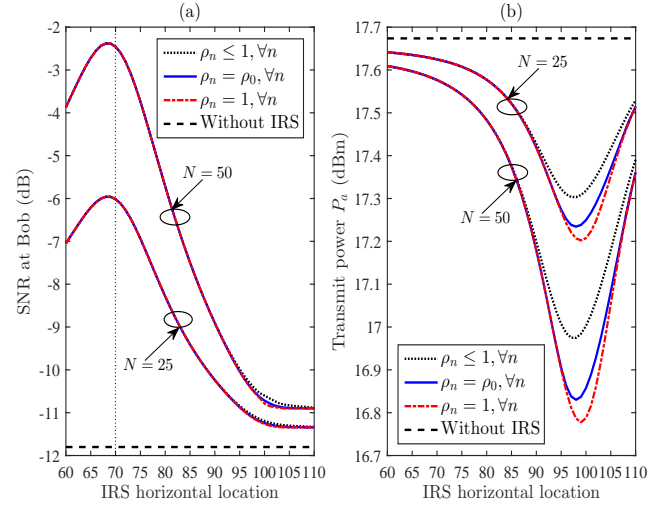 (a)
SNR at Bob (dB)
-2
-3
-4
-5
-6
-7
-8
-9
-10
-11
-12
ρₙ ≤ 1, ∀n
ρₙ = ρ₀, ∀n
ρₙ = 1, ∀n
Without IRS
N = 50
N = 25
60 65 70 75 80 85 90 95 100 105 110
IRS horizontal location
(b)
Transmit power Pₐ (dBm)
17.7
17.6
17.5
17.4
17.3
17.2
17.1
17
16.9
16.8
16.7
N = 25
N = 50
ρₙ ≤ 1, ∀n
ρₙ = ρ₀, ∀n
ρₙ = 1, ∀n
Without IRS
60 65 70 75 80 85 90 95 100 105 110
IRS horizontal location